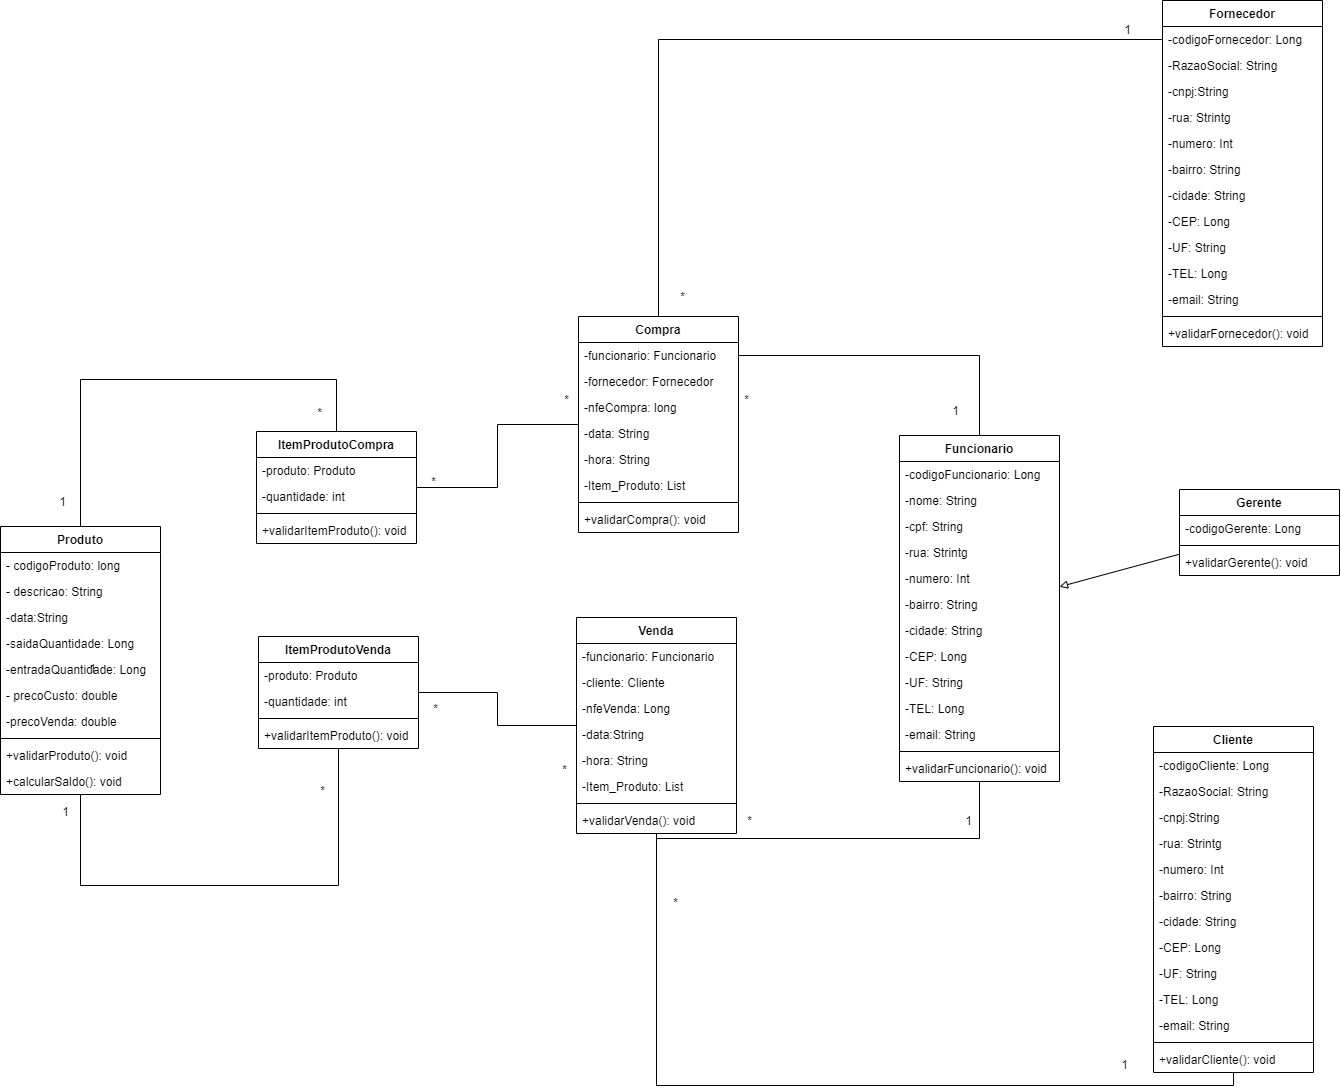 Fornecedor
-codigoFornecedor: Long
-RazaoSocial: String
-cnpj:String
-rua: Strintg
-numero: Int
-bairro: String
-cidade: String
-CEP: Long
-UF: String
-TEL: Long
-email: String
+validarFornecedor(): void
1
*
Compra
-funcionario: Funcionario
-fornecedor: Fornecedor
-nfeCompra: long
-data: String
-hora: String
-Item_Produto: List
+validarCompra(): void
*
*
1
*
ItemProdutoCompra
-produto: Produto
-quantidade: int
+validarItemProduto(): void
*
1
Funcionario
-codigoFuncionario: Long
-nome: String
-cpf: String
-rua: Strintg
-numero: Int
-bairro: String
-cidade: String
-CEP: Long
-UF: String
-TEL: Long
-email: String
+validarFuncionario(): void
Gerente
-codigoGerente: Long
+validarGerente(): void
Produto
- codigoProduto: long
- descricao: String
-data:String
-saidaQuantidade: Long
-entradaQuantidade: Long
- precoCusto: double
-precoVenda: double
+validarProduto(): void
+calcularSaldo(): void
1
ItemProdutoVenda
-produto: Produto
-quantidade: int
+validarItemProduto(): void
*
*
*
Venda
-funcionario: Funcionario
-cliente: Cliente
-nfeVenda: Long
-data:String
-hora: String
-Item_Produto: List
+validarVenda(): void
*
1
*
1
Cliente
-codigoCliente: Long
-RazaoSocial: String
-cnpj:String
-rua: Strintg
-numero: Int
-bairro: String
-cidade: String
-CEP: Long
-UF: String
-TEL: Long
-email: String
+validarCliente(): void